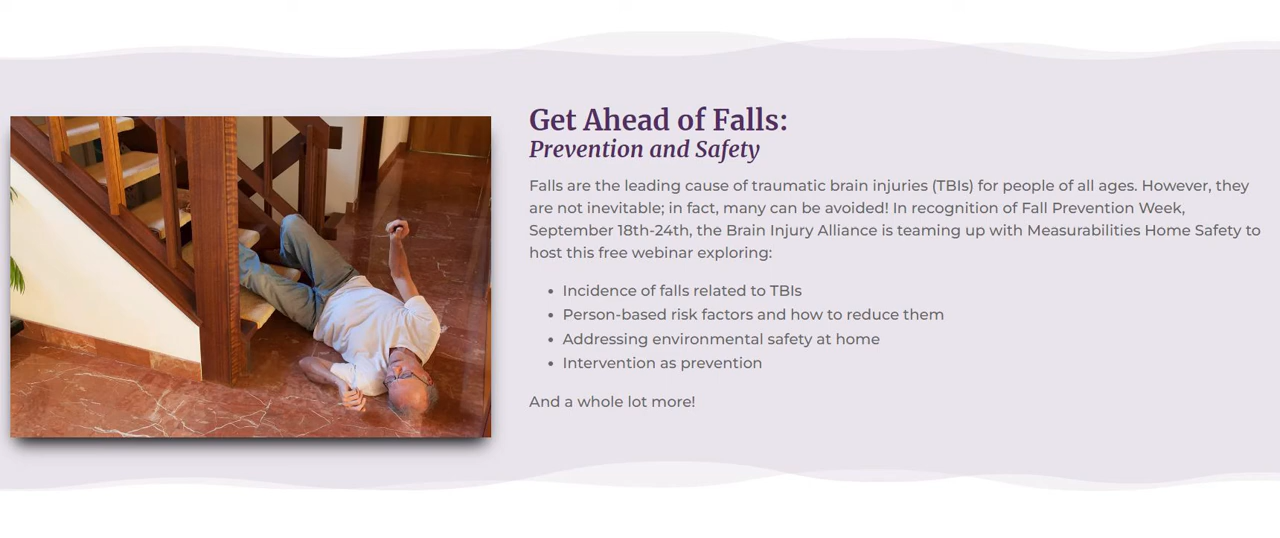 Get Ahead of Falls:
Prevention and Safety
Falls are the leading cause of traumatic brain injuries (TBIs) for people of all ages. However, they
are not inevitable; in fact, many can be avoided! In recognition of Fall Prevention Week,
September 18th-24th, the Brain Injury Alliance is teaming up with Measurabilities Home Safety to
host this free webinar exploring:
• Incidence of falls related to TBIs
• Person-based risk factors and how to reduce them
• Addressing environmental safety at home
• Intervention as prevention
And a whole lot more!